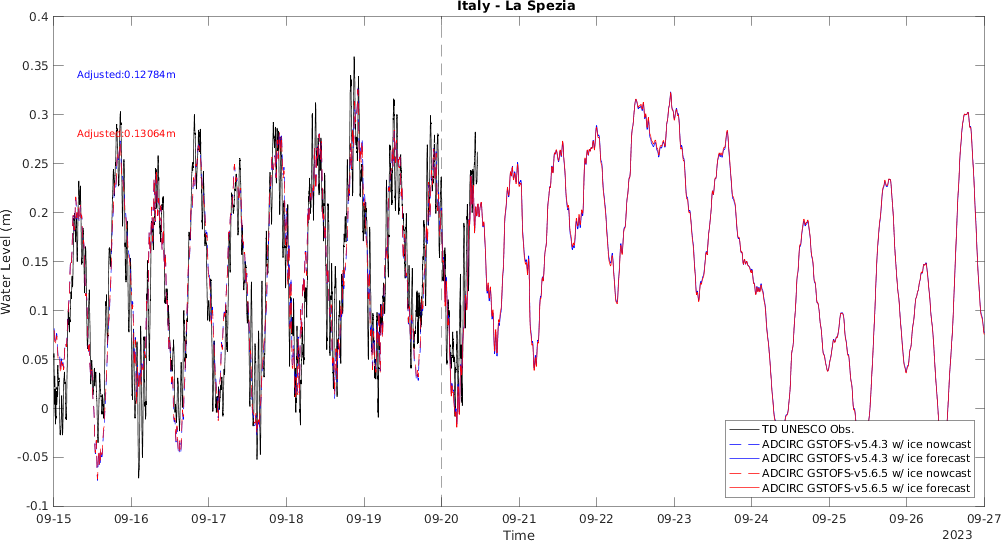 Italy - La Spezia
0.4
0.35
0.3
0.25
0.2
0.15
0.1
0.05
0
-0.05
-0.1
Water Level (m)
Adjusted:0.12784m
Adjusted:0.13064m
TD UNESCO Obs.
ADCIRC GSTOFS-v5.4.3 w/ ice nowcast
ADCIRC GSTOFS-v5.4.3 w/ ice forecast
ADCIRC GSTOFS-v5.6.5 w/ ice nowcast
ADCIRC GSTOFS-v5.6.5 w/ ice forecast
09-15 09-16 09-17 09-18 09-19 09-20 09-21 09-22 09-23 09-24 09-25 09-26 09-27
Time
2023